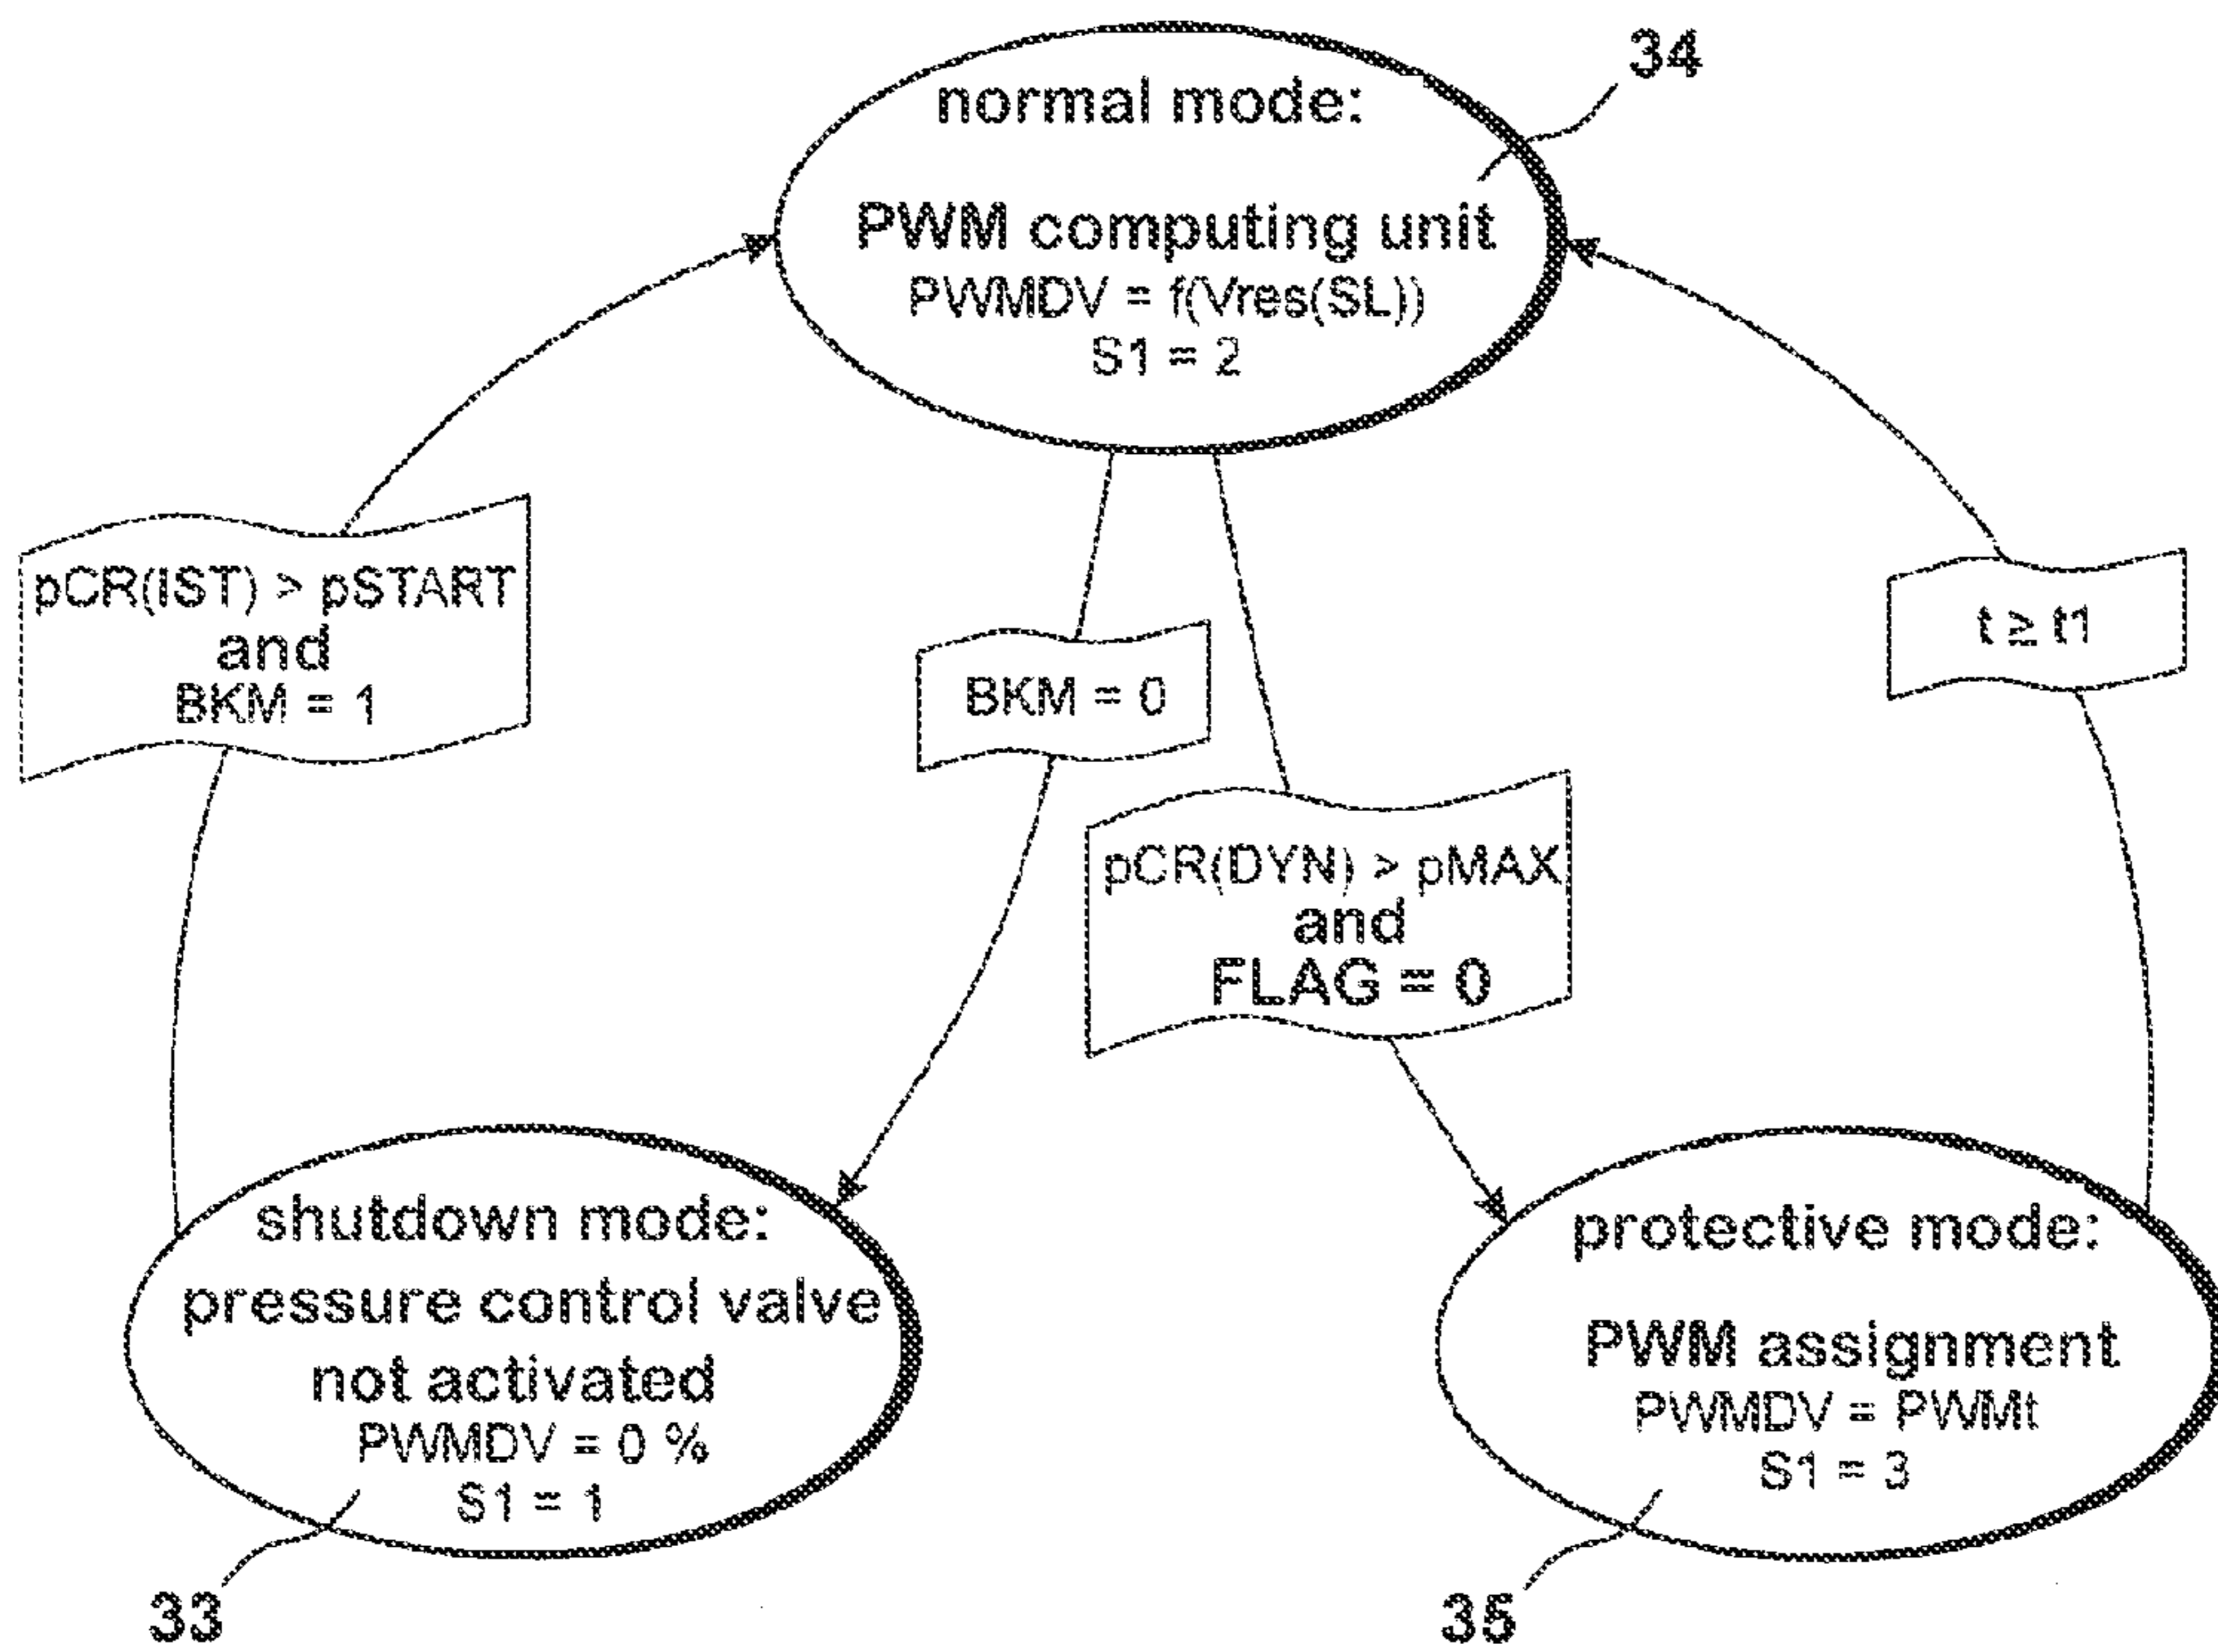 34
normal mode:
PWM computing unit
PWMDV = f(Vres(SL))
S1 = 2
pCR(IST) > pSTART
and
BKM = 1
BKM = 0
pCR(DYN) > pMAX
and
FLAG = 0
t ≥ t1
shutdown mode:
pressure control valve
not activated
PWMDV = 0 %
S1 = 1
33
protective mode:
PWM assignment
PWMDV = PWMt
S1 = 3
35